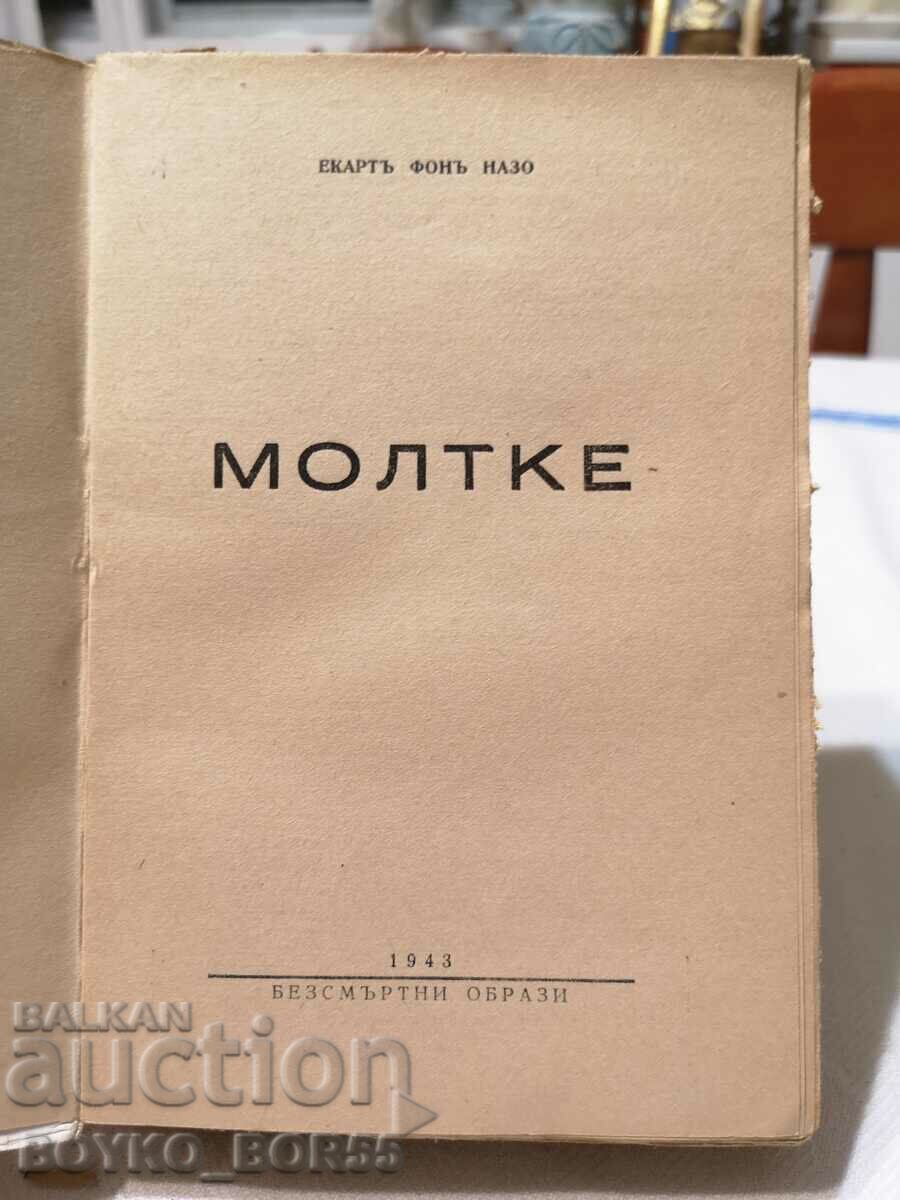 ЕКАРТЪ ФОНЪ НАЗО
МОЛТКЕ
1943
БЕЗСМЪРТНИ ОБРАЗИ
BALKAN
auction
BOYKO_BOR55